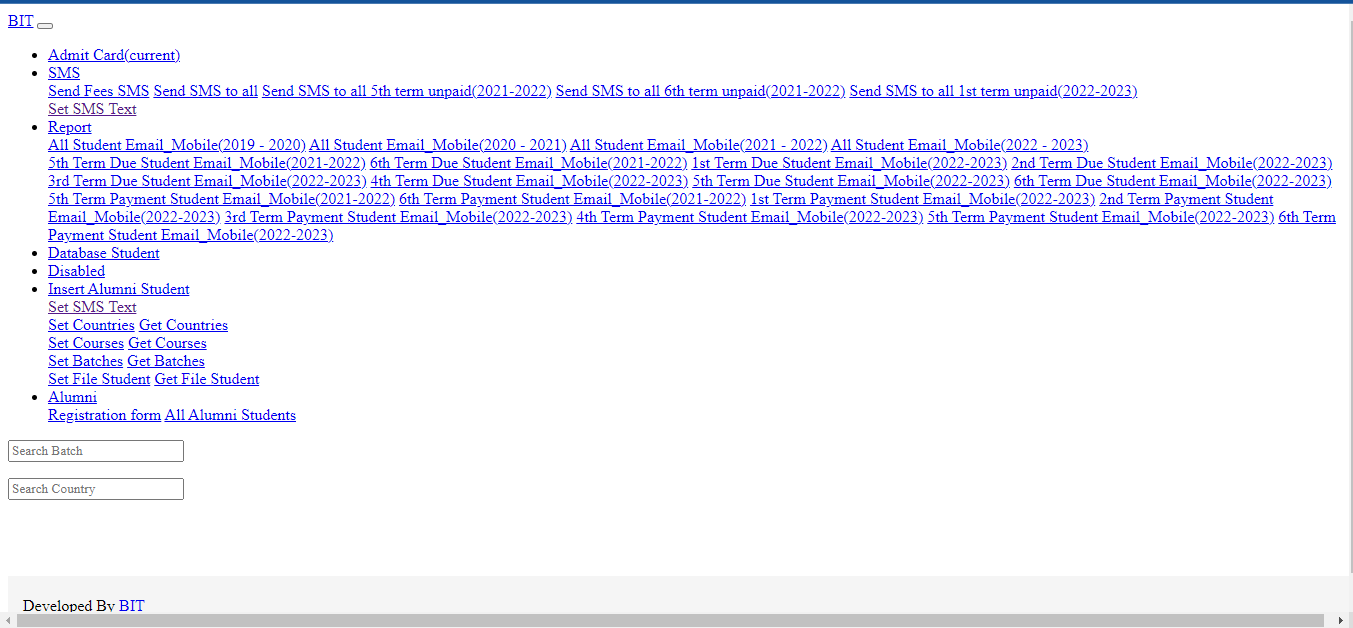 BIT
Admit Card(current)
SMS
Send Fees SMS Send SMS to all Send SMS to all 5th term unpaid(2021-2022) Send SMS to all 6th term unpaid(2021-2022) Send SMS to all 1st term unpaid(2022-2023)
Set SMS Text
Report
All Student Email_Mobile(2019 - 2020) All Student Email_Mobile(2020 - 2021) All Student Email_Mobile(2021 - 2022) All Student Email_Mobile(2022 - 2023)
5th Term Due Student Email_Mobile(2021-2022) 6th Term Due Student Email_Mobile(2021-2022) 1st Term Due Student Email_Mobile(2022-2023) 2nd Term Due Student Email_Mobile(2022-2023)
3rd Term Due Student Email_Mobile(2022-2023) 4th Term Due Student Email_Mobile(2022-2023) 5th Term Due Student Email_Mobile(2022-2023) 6th Term Due Student Email_Mobile(2022-2023)
5th Term Payment Student Email_Mobile(2021-2022) 6th Term Payment Student Email_Mobile(2021-2022) 1st Term Payment Student Email_Mobile(2022-2023) 2nd Term Payment Student
Email_Mobile(2022-2023) 3rd Term Payment Student Email_Mobile(2022-2023) 4th Term Payment Student Email_Mobile(2022-2023) 5th Term Payment Student Email_Mobile(2022-2023) 6th Term
Payment Student Email_Mobile(2022-2023)
Database Student
Disabled
Insert Alumni Student
Set SMS Text
Set Countries Get Countries
Set Courses Get Courses
Set Batches Get Batches
Set File Student Get File Student
Alumni
Registration form All Alumni Students
Search Batch
Search Country
Developed By BIT